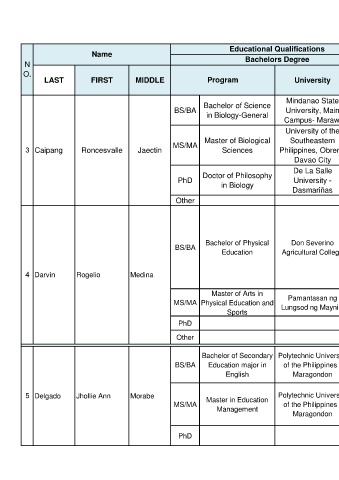 Educational Qualifications
Name
Bachelors Degree
N
O.
LAST FIRST MIDDLE Program University
BS/BA
Bachelor of Science
in Biology-General
Mindanao State
University, Main
Campus- Maraw
3 Caipang Roncesvalle Jaectin
MS/MA
Master of Biological
Sciences
University of the
Southeastern
Philippines, Obrer
Davao City
PhD
Doctor of Philosophy
in Biology
De La Salle
University -
Dasmariñas
Other
4 Darvin Rogelio Medina
BS/BA
Bachelor of Physical
Education
Don Severino
Agricultural Colleg
MS/MA
Master of Arts in
Physical Education and
Sports
Pamantasan ng
Lungsod ng Mayni
PhD
Other
5 Delgado Jhollie Ann Morabe
BS/BA
Bachelor of Secondary
Education major in
English
Polytechnic Univers
of the Philippines
Maragondon
MS/MA
Master in Education
Management
Polytechnic Univers
of the Philippines
Maragondon
PhD